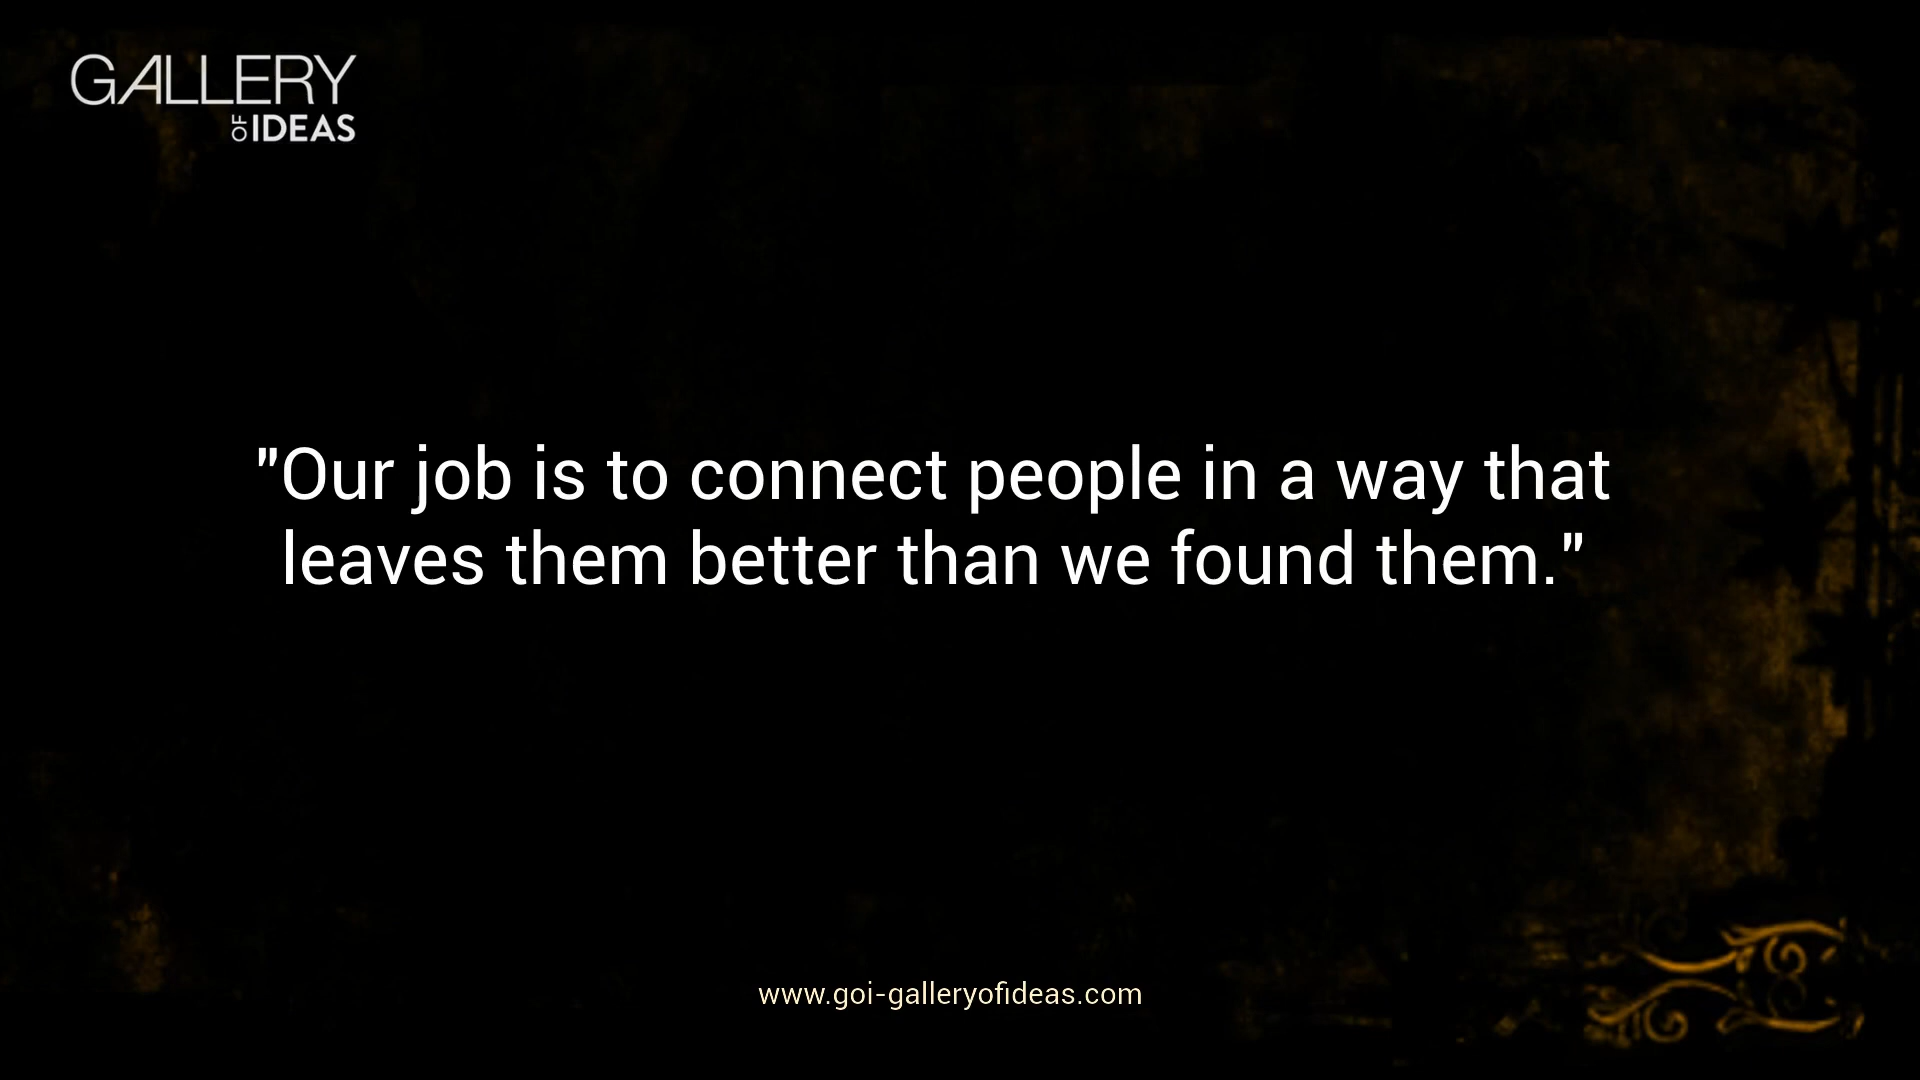 GALLERY
OF IDEAS
"Our job is to connect people in a way that
leaves them better than we found them."
www.goi-galleryofideas.com